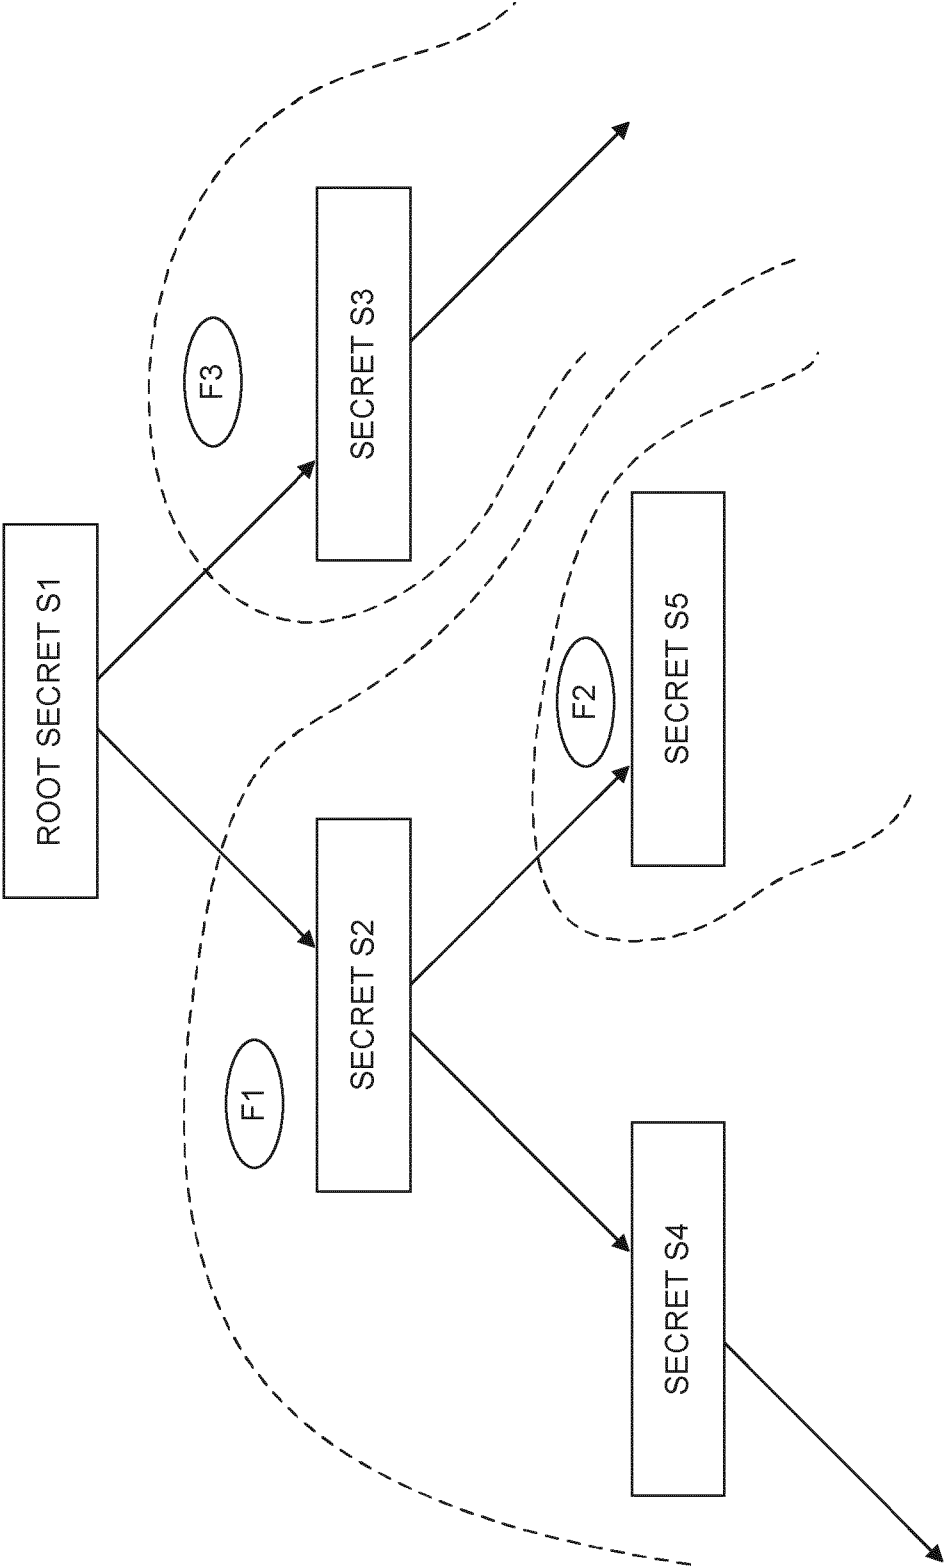 ROOT SECRET S1
F1
F3
SECRET S2
SECRET S3
F2
SECRET S4
SECRET S5